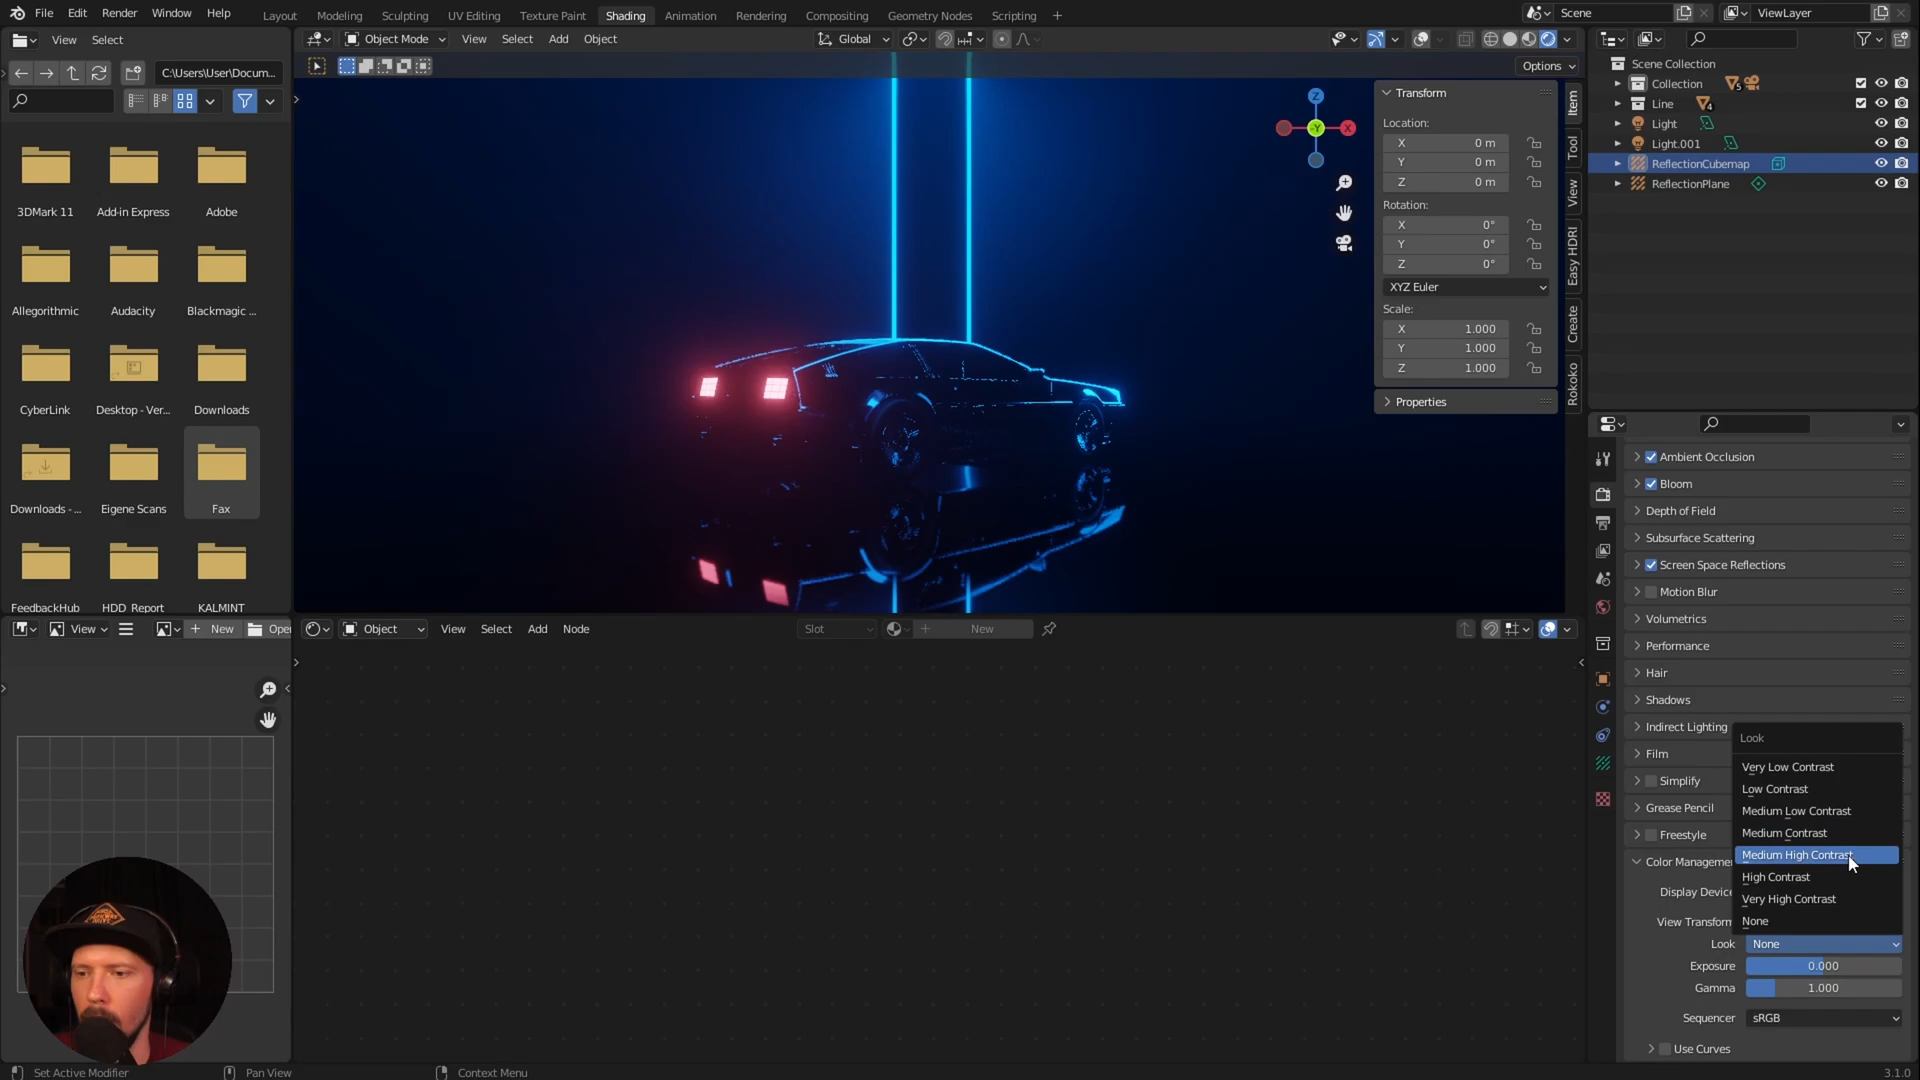 File Edit Render Window Help Layout Modeling Sculpting UV Editing Texture Paint Shading Animation Rendering Compositing Geometry Nodes Scripting Scene ViewLayer
View Select
Object Mode View Select Add Object Global
C:\Users\User\Docum...
Options
3DMark 11 Add-in Express Adobe
Allegorithmic Audacity Blackmagic ...
CyberLink Desktop - Ver... Downloads
Downloads - ... Eigene Scans Fax
FeedbackHub HDD_Report KALMINT
Z
-Y X
Transform
Location:
X 0 m
Y 0 m
Z 0 m
Rotation:
X 0°
Y 0°
Z 0°
XYZ Euler
Scale:
X 1.000
Y 1.000
Z 1.000
Properties
Item
Tool
View
Easy HDRI
Create
Rokoko
Scene Collection
Collection 5
Line 4
Light
Light.001
ReflectionCubemap
ReflectionPlane
Ambient Occlusion
Bloom
Depth of Field
Subsurface Scattering
Screen Space Reflections
Motion Blur
Volumetrics
Performance
Hair
Shadows
Indirect Lighting
Film
Simplify
Grease Pencil
Freestyle
Color Manageme
Display Devic
View Transform
Look
Very Low Contrast
Low Contrast
Medium Low Contrast
Medium Contrast
Medium High Contrast
High Contrast
Very High Contrast
None
Look None
Exposure 0.000
Gamma 1.000
Sequencer sRGB
Use Curves
View New Ope
Object View Select Add Node Slot New
Set Active Modifier Pan View Context Menu 3.1.0